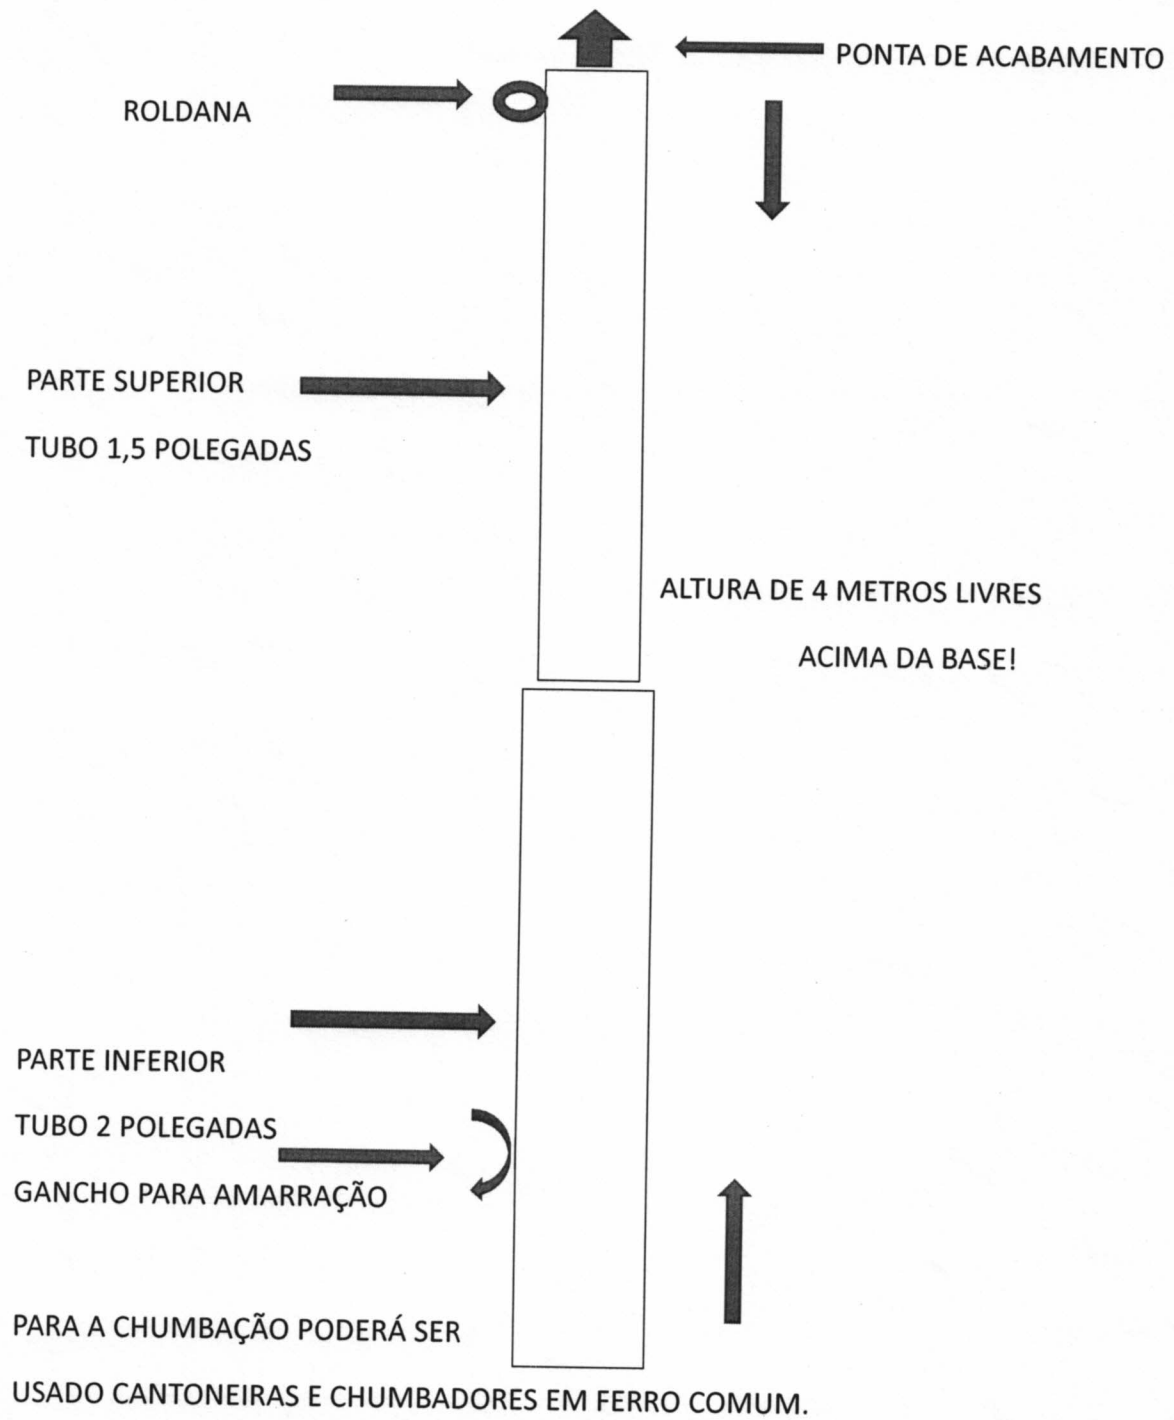 PONTA DE ACABAMENTO
ROLDANA
PARTE SUPERIOR
TUBO 1,5 POLEGADAS
ALTURA DE 4 METROS LIVRES
ACIMA DA BASE!
PARTE INFERIOR
TUBO 2 POLEGADAS
GANCHO PARA AMARRAÇÃO
PARA A CHUMBAÇÃO PODERÁ SER
USADO CANTONEIRAS E CHUMBADORES EM FERRO COMUM.